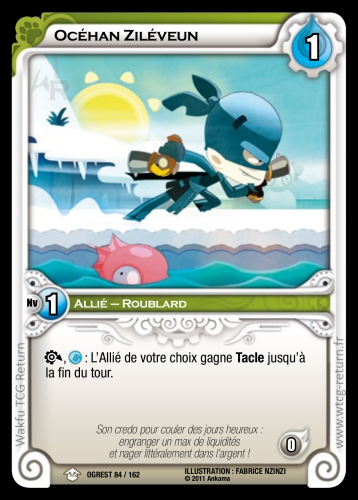 OCÉHAN ZILÉVEUN
1
Nv 1 ALLIÉ – ROUBLARD
, : L'Allié de votre choix gagne Tacle jusqu'à
la fin du tour.
Son credo pour couler des jours heureux :
engranger un max de liquidités
et nager littéralement dans l'argent !
0
OGREST 84 / 162
ILLUSTRATION : FABRICE NZINZI
© 2011 Ankama
Wakfu TCG Return
www.wtcg-return.fr